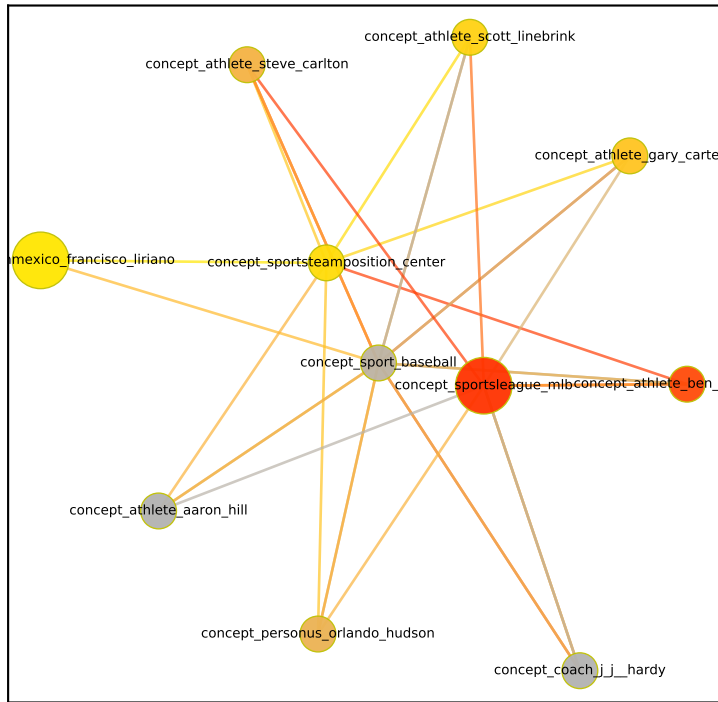 concept_athlete_scott_linebrink
concept_athlete_steve_carlton
concept_athlete_gary_carte
mexico_francisco_liriano
concept_sportsteamposition_center
concept_sport_baseball
concept_sportsleague_mlb
concept_athlete_ben_
concept_athlete_aaron_hill
concept_personus_orlando_hudson
concept_coach_j_j__hardy